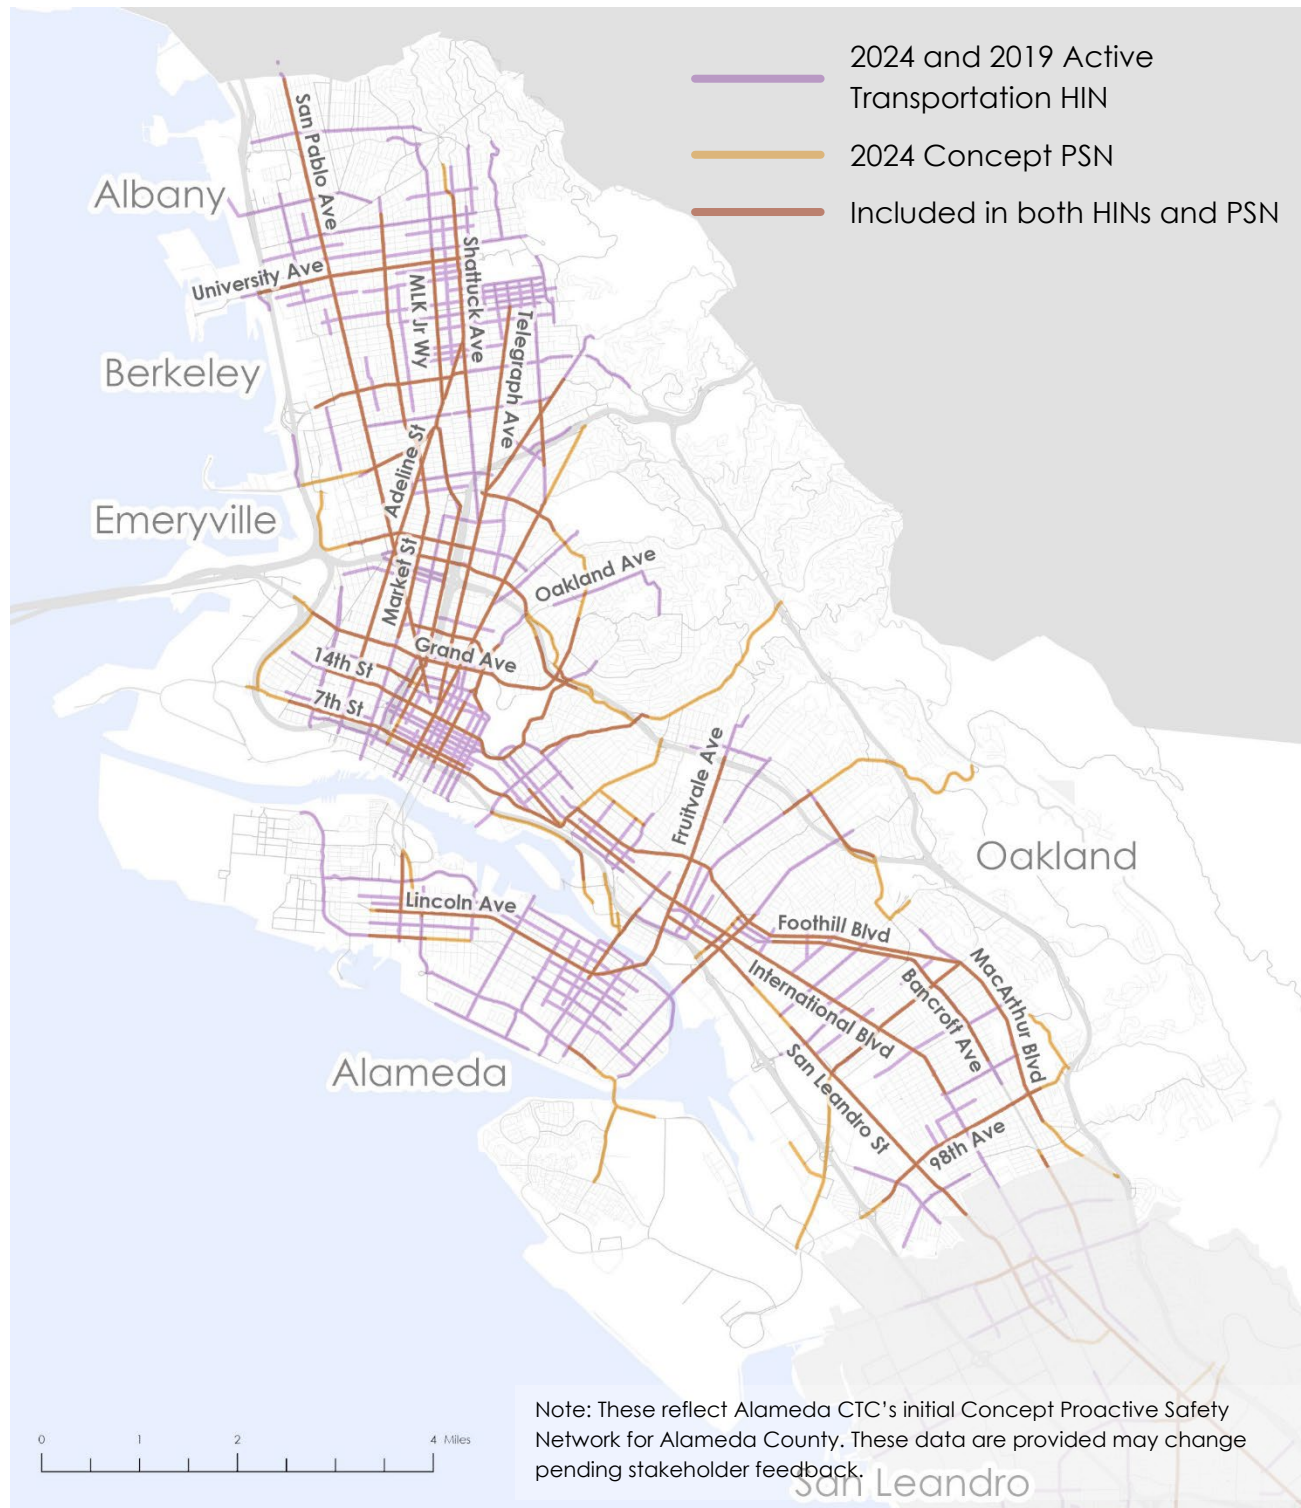 2024 and 2019 Active
Transportation HIN
2024 Concept PSN
Included in both HINs and PSN
San Pablo Ave
Albany
University Ave
MLK Jr Wy
Shattuck Ave
Telegraph Ave
Berkeley
Adeline St
Emeryville
Market St
Oakland Ave
Grand Ave
14th St
7th St
Fruitvale Ave
Oakland
Lincoln Ave
Foothill Blvd
MacArthur Blvd
Bancroft Ave
International Blvd
Alameda
San Leandro St
98th Ave
Note: These reflect Alameda CTC's initial Concept Proactive Safety
Network for Alameda County. These data are provided may change
pending stakeholder feedback.
San Leandro
0 1 2 4 Miles